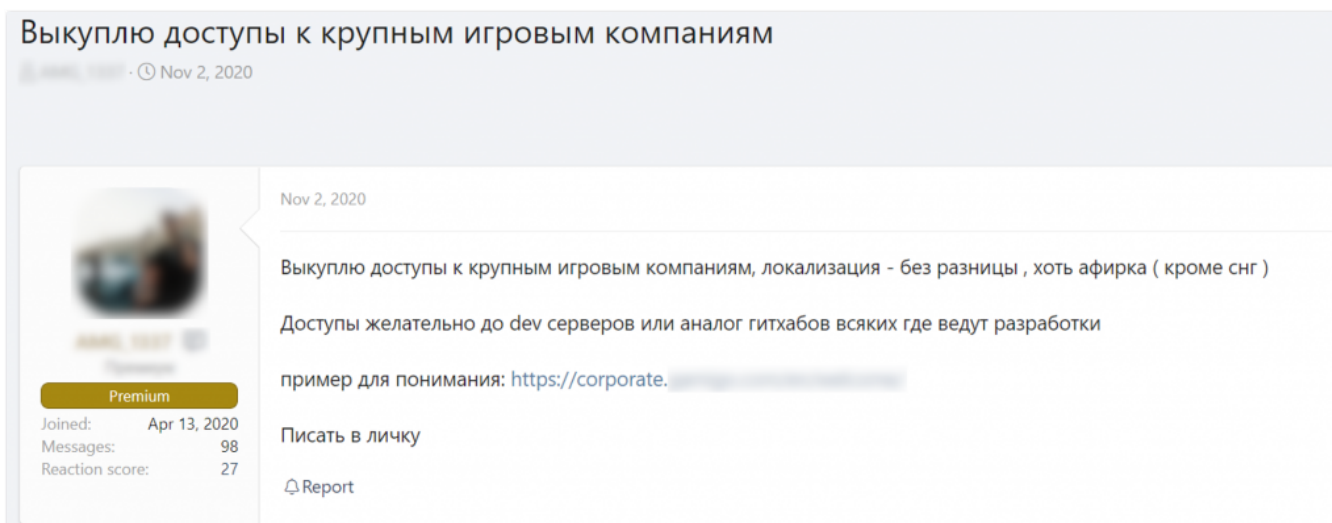 Выкуплю доступы к крупным игровым компаниям
· Nov 2, 2020
Nov 2, 2020
Выкуплю доступы к крупным игровым компаниям, локализация - без разницы , хоть афирка ( кроме снг )
Доступы желательно до dev серверов или аналог гитхабов всяких где ведут разработки
пример для понимания: https://corporate.
Писать в личку
Report
Premium
Joined: Apr 13, 2020
Messages: 98
Reaction score: 27